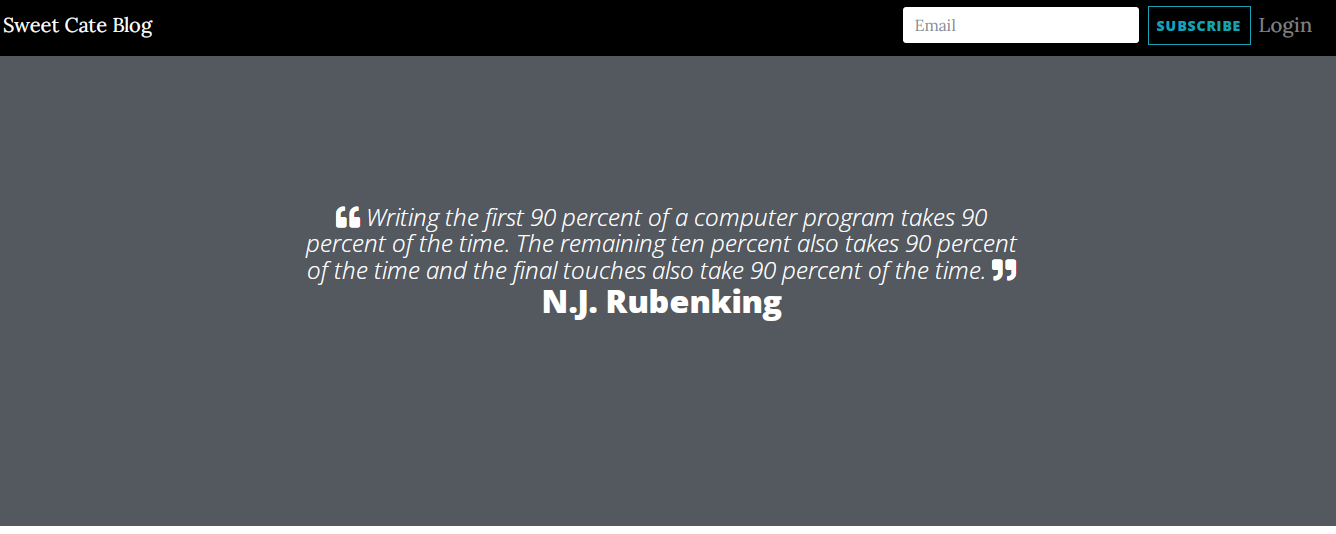 Sweet Cate Blog
Email
SUBSCRIBE
Login
❝ Writing the first 90 percent of a computer program takes 90
percent of the time. The remaining ten percent also takes 90 percent
of the time and the final touches also take 90 percent of the time. ❞
N.J. Rubenking